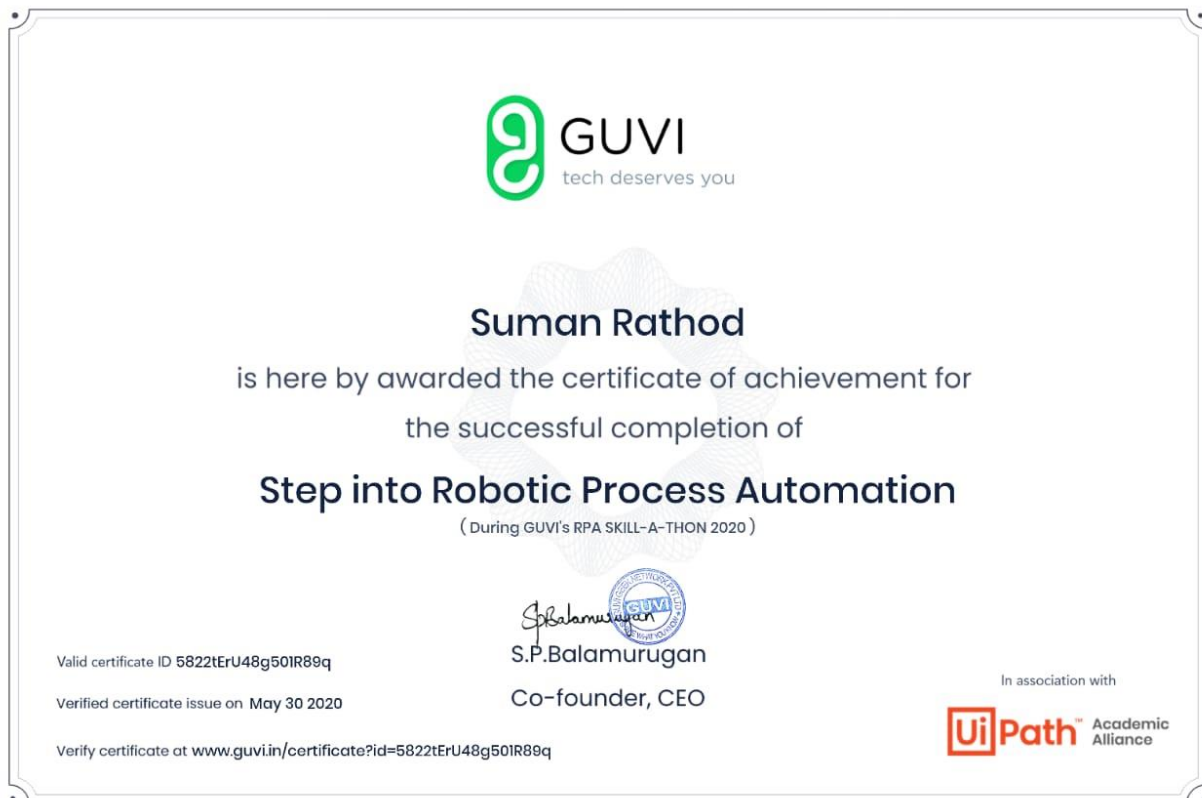 GUVI
tech deserves you
Suman Rathod
is here by awarded the certificate of achievement for
the successful completion of
Step into Robotic Process Automation
( During GUVI's RPA SKILL-A-THON 2020 )
SpBalamurugan
GUVI
S.P.Balamurugan
Co-founder, CEO
Valid certificate ID 5822tErU48g501R89q
Verified certificate issue on May 30 2020
Verify certificate at www.guvi.in/certificate?id=5822tErU48g501R89q
In association with
UiPath™ Academic
Alliance